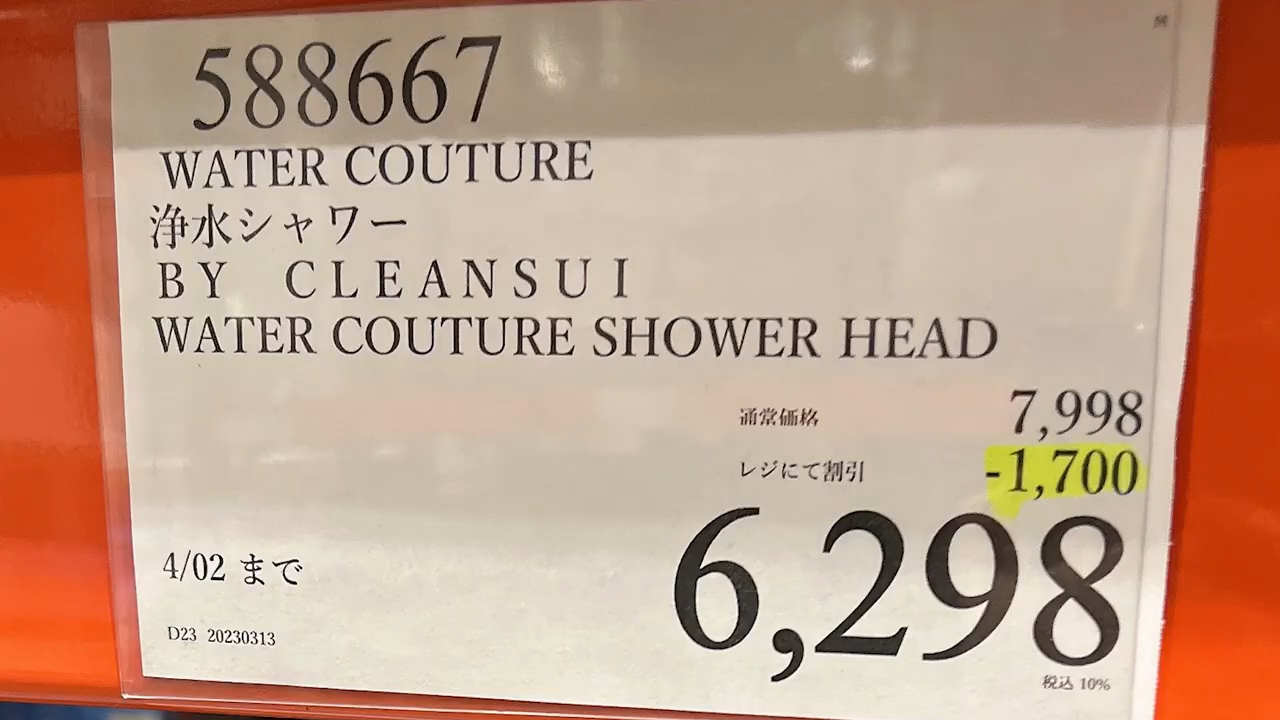 588667
WATER COUTURE
浄水シャワー
BY CLEANSUI
WATER COUTURE SHOWER HEAD
通常価格 7,998
レジにて割引 -1,700
6,298
4/02 まで
D23 20230313
税込 10%